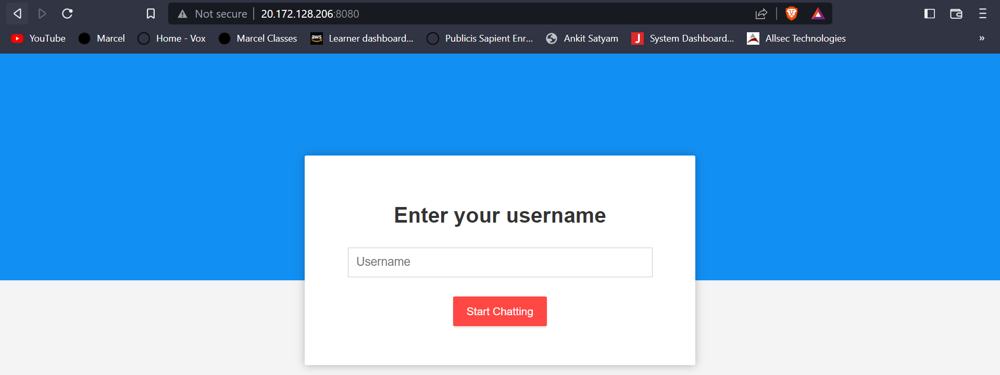 Not secure 20.172.128.206:8080
YouTube Marcel Home - Vox Marcel Classes aws Learner dashboard... Publicis Sapient Enr... Ankit Satyam J System Dashboard... Allsec Technologies »
Enter your username
Username
Start Chatting